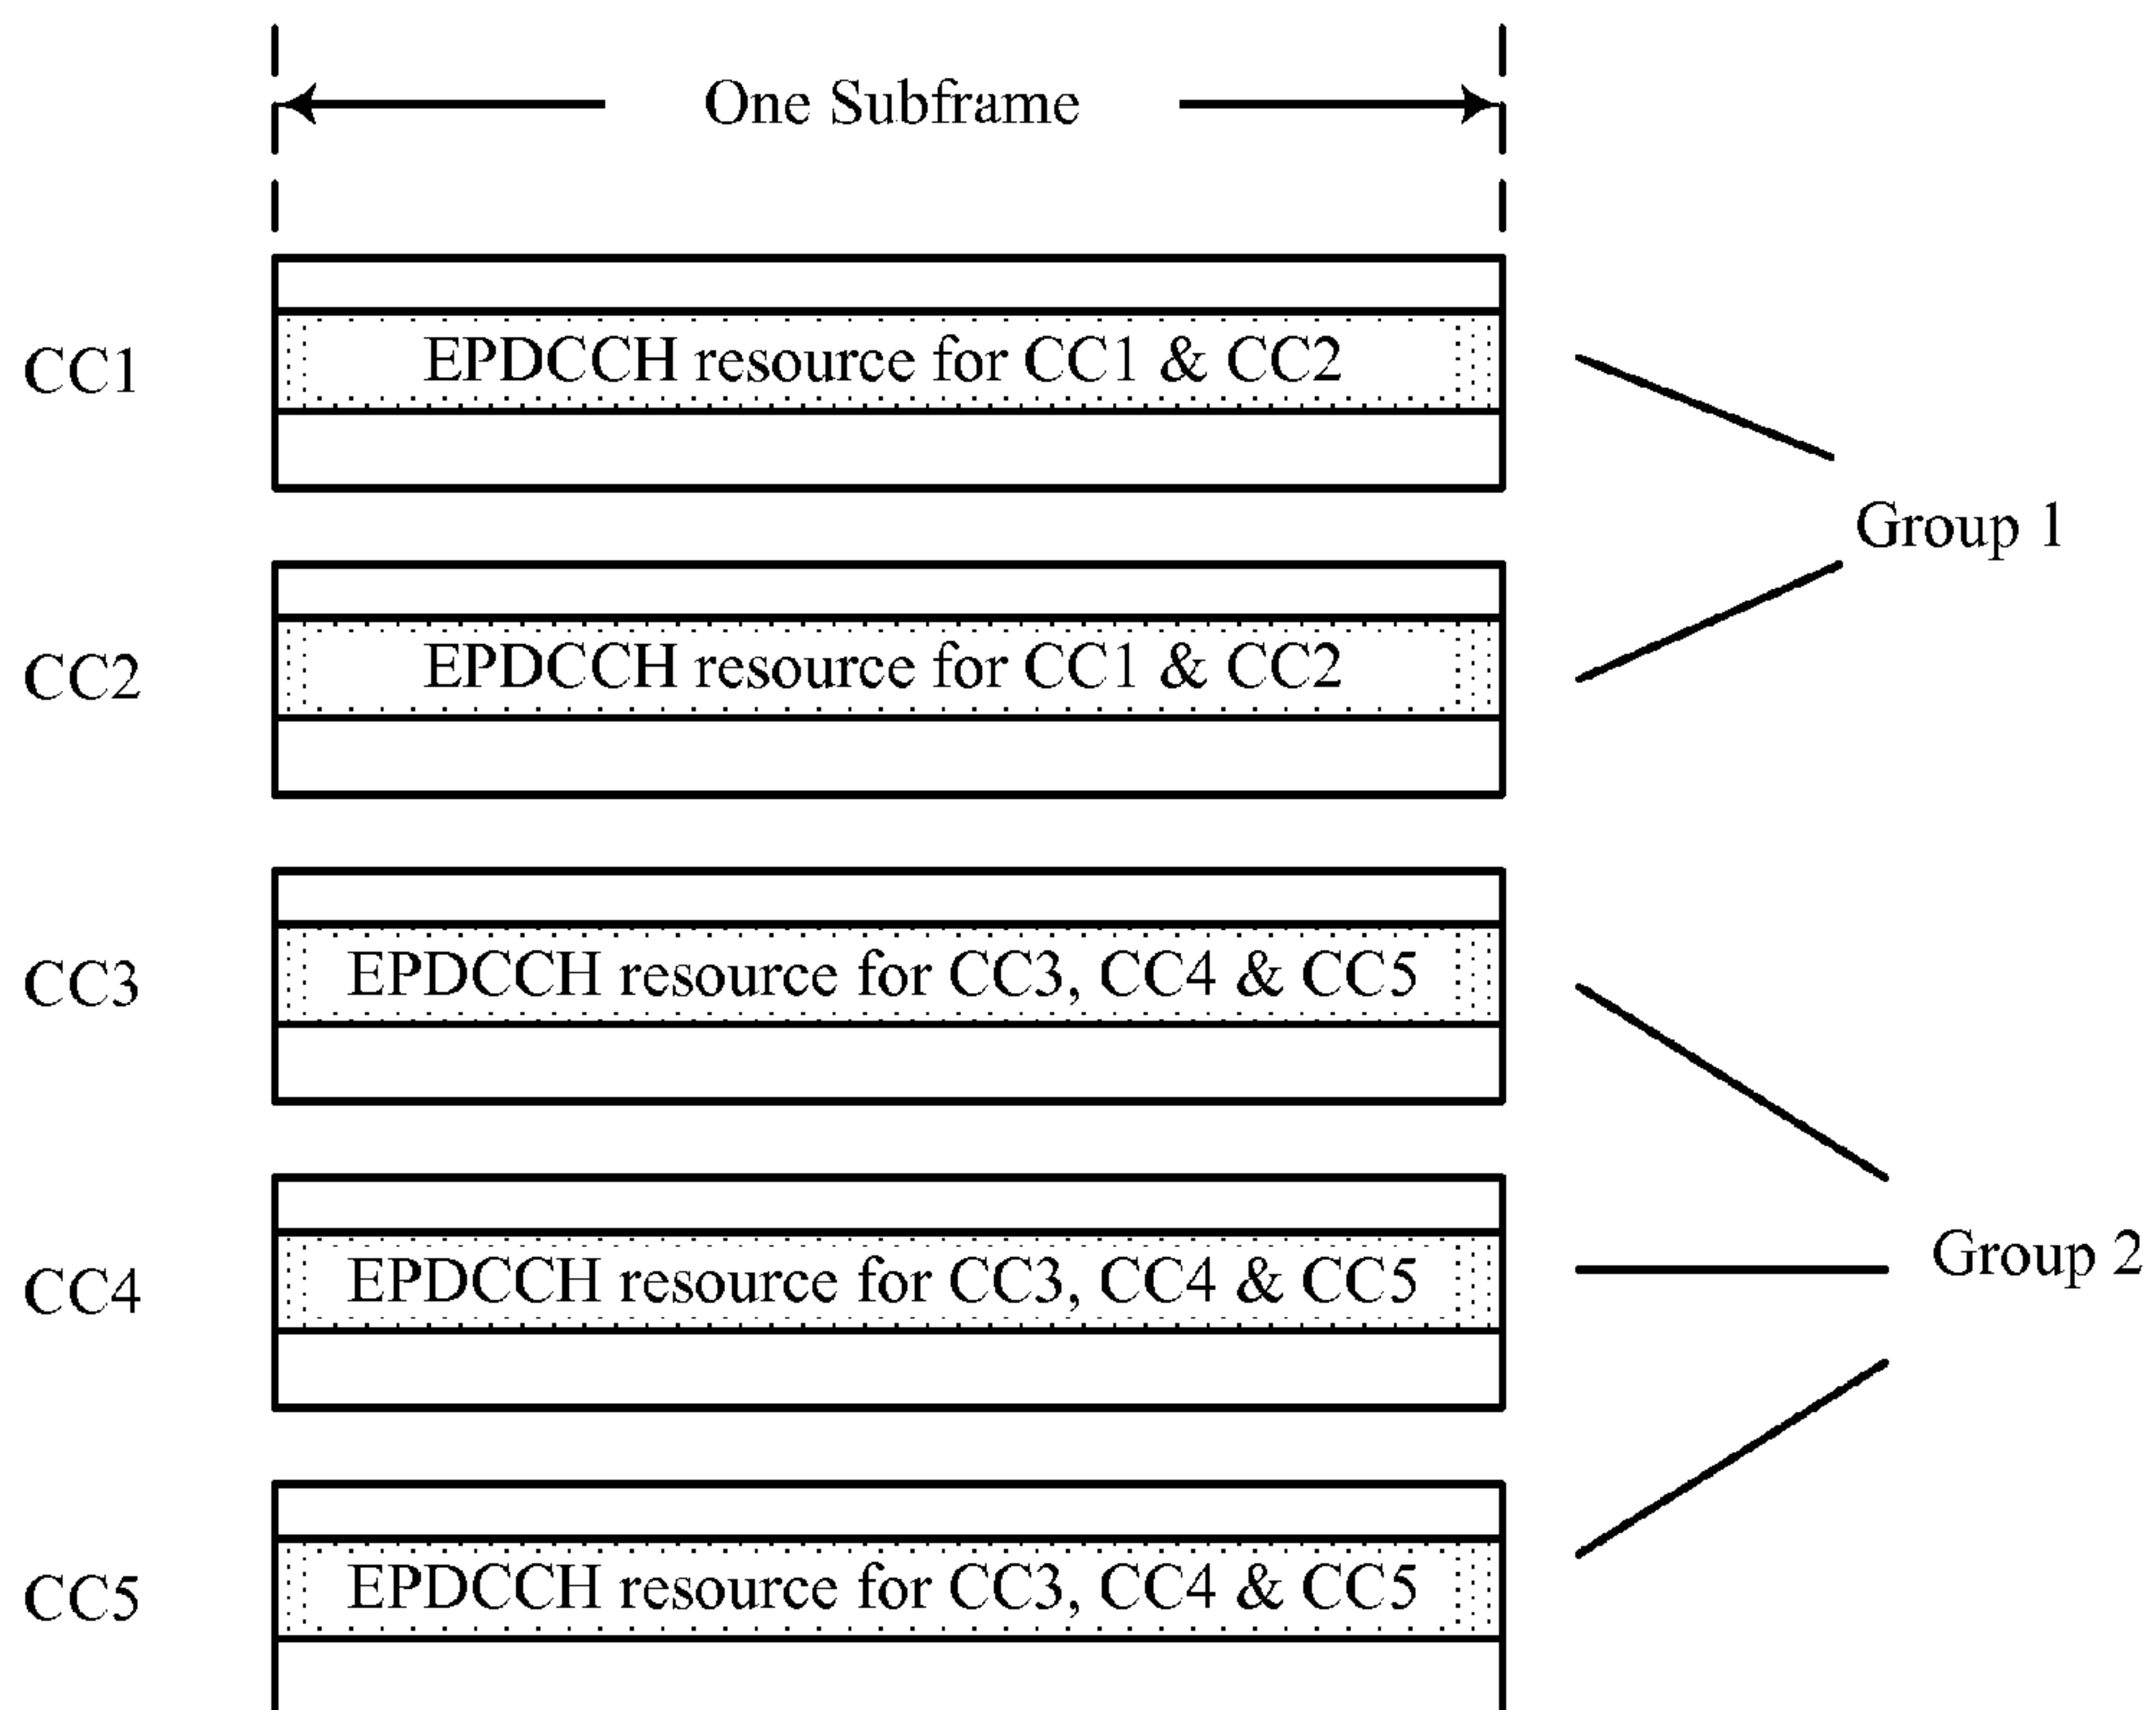 One Subframe
CC1
EPDCCH resource for CC1 & CC2
Group 1
CC2
EPDCCH resource for CC1 & CC2
CC3
EPDCCH resource for CC3, CC4 & CC5
CC4
EPDCCH resource for CC3, CC4 & CC5
Group 2
CC5
EPDCCH resource for CC3, CC4 & CC5